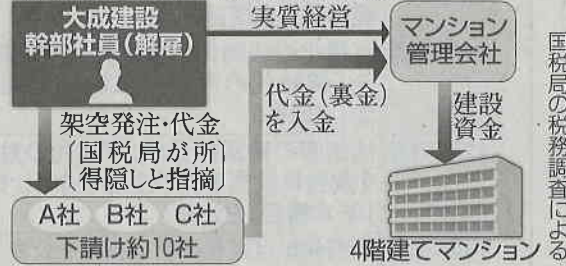 大成建設
幹部社員(解雇)
実質経営
マンション
管理会社
代金(裏金)
を入金
建設
資金
架空発注・代金
〔国税局が所
得隠しと指摘〕
A社 B社 C社
下請け約10社
4階建てマンション
国税局の税務調査による